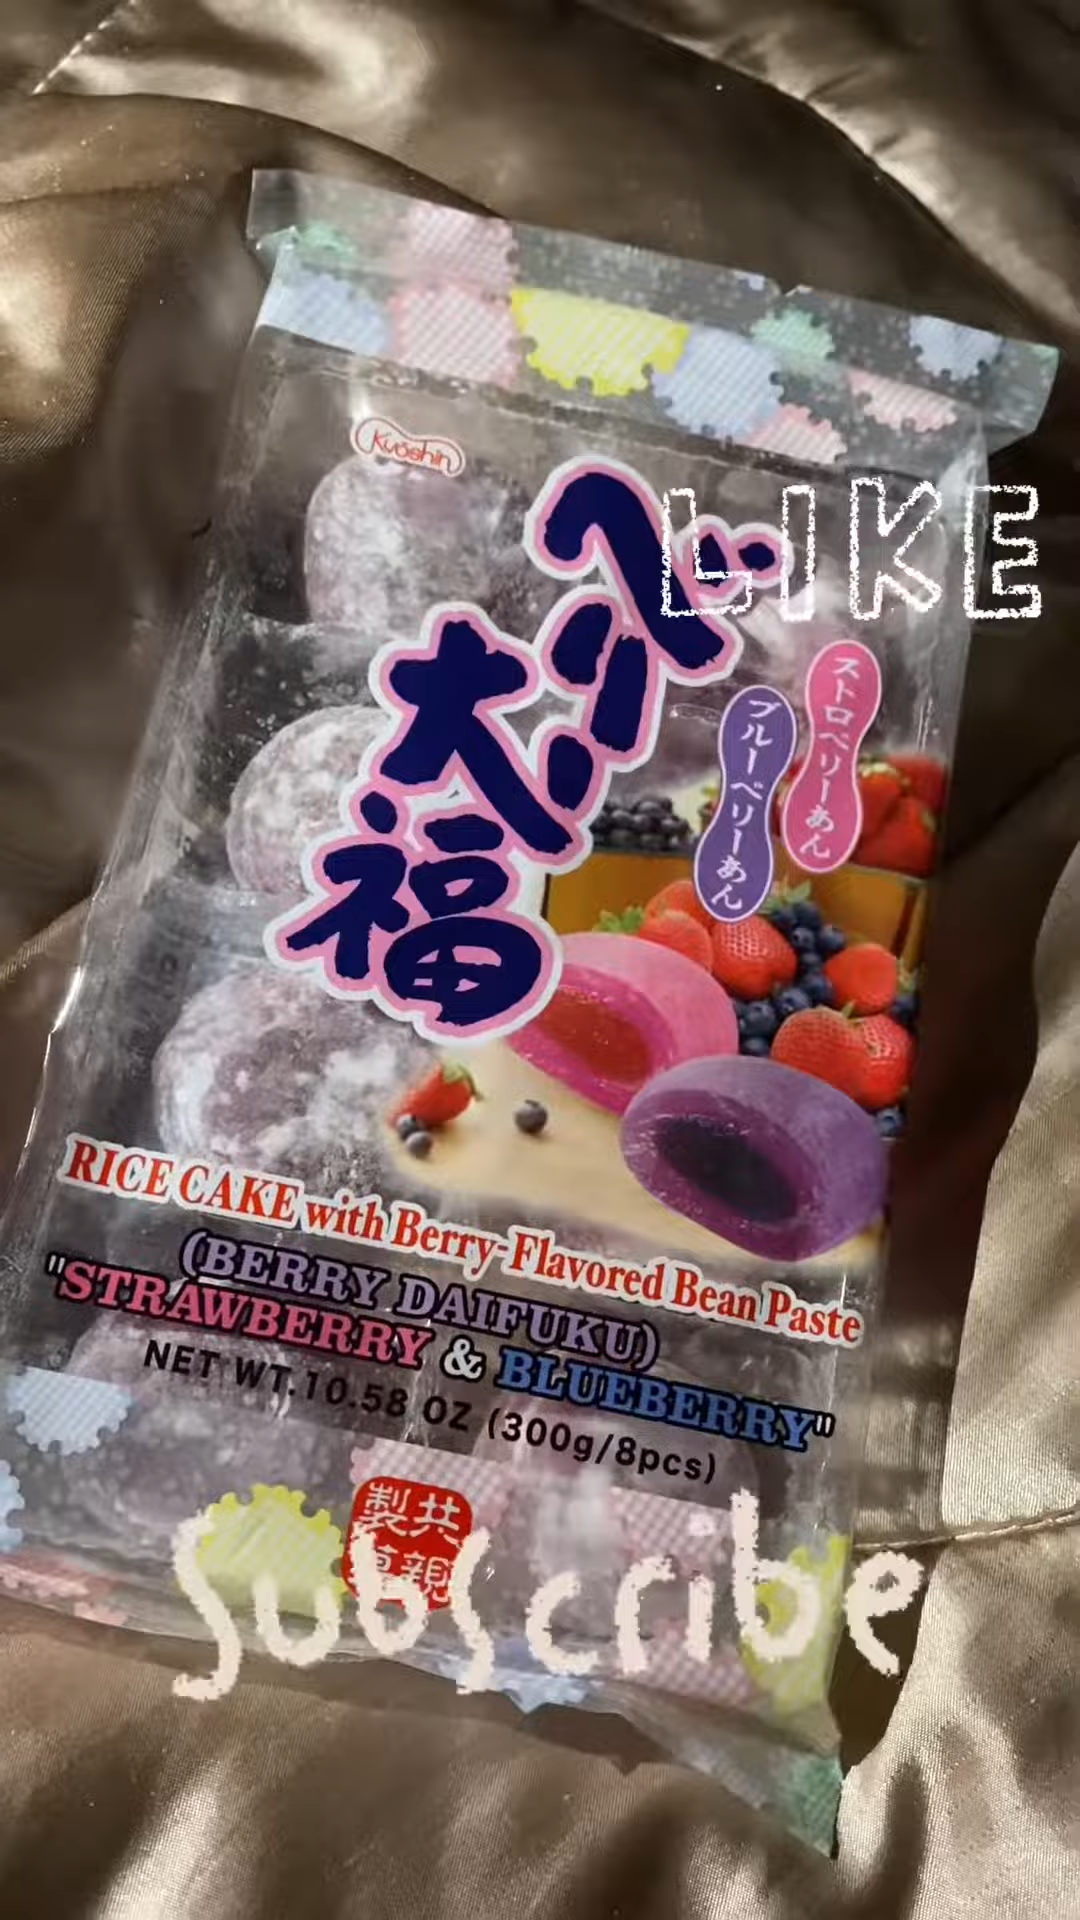 Kyoshin
LIKE
ベリー
大福
ストロベリーあん
ブルーベリーあん
RICE CAKE with Berry-Flavored Bean Paste
(BERRY DAIFUKU)
"STRAWBERRY & BLUEBERRY"
NET WT.10.58 OZ (300g/8pcs)
共親製菓
subscribe